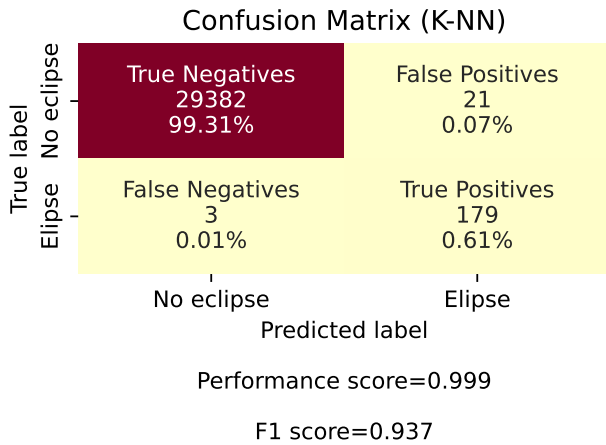 Confusion Matrix (K-NN)
True label
No eclipse
Elipse
True Negatives
29382
99.31%
False Positives
21
0.07%
False Negatives
3
0.01%
True Positives
179
0.61%
No eclipse
Elipse
Predicted label
Performance score=0.999
F1 score=0.937